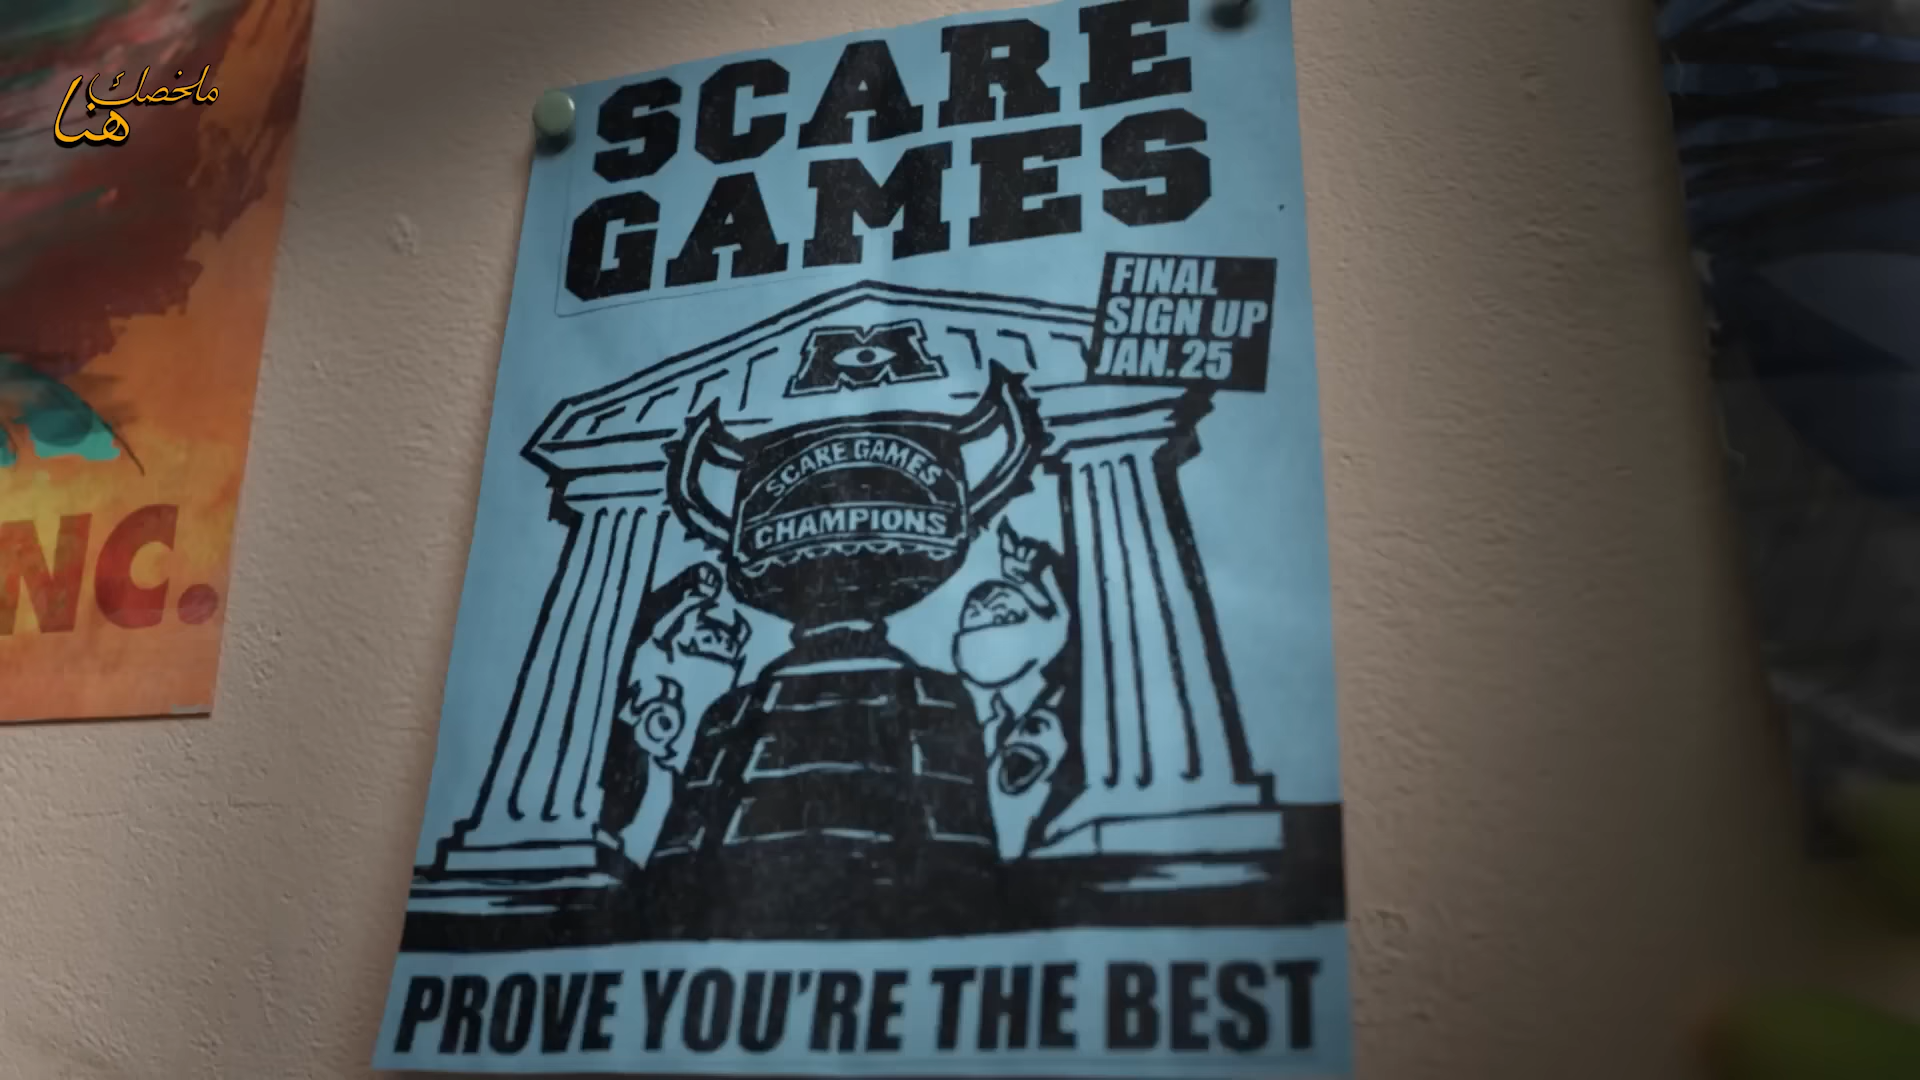 ملخصك
هنا
SCARE
GAMES
FINAL
SIGN UP
JAN. 25
M
SCARE GAMES
CHAMPIONS
NC.
PROVE YOU'RE THE BEST